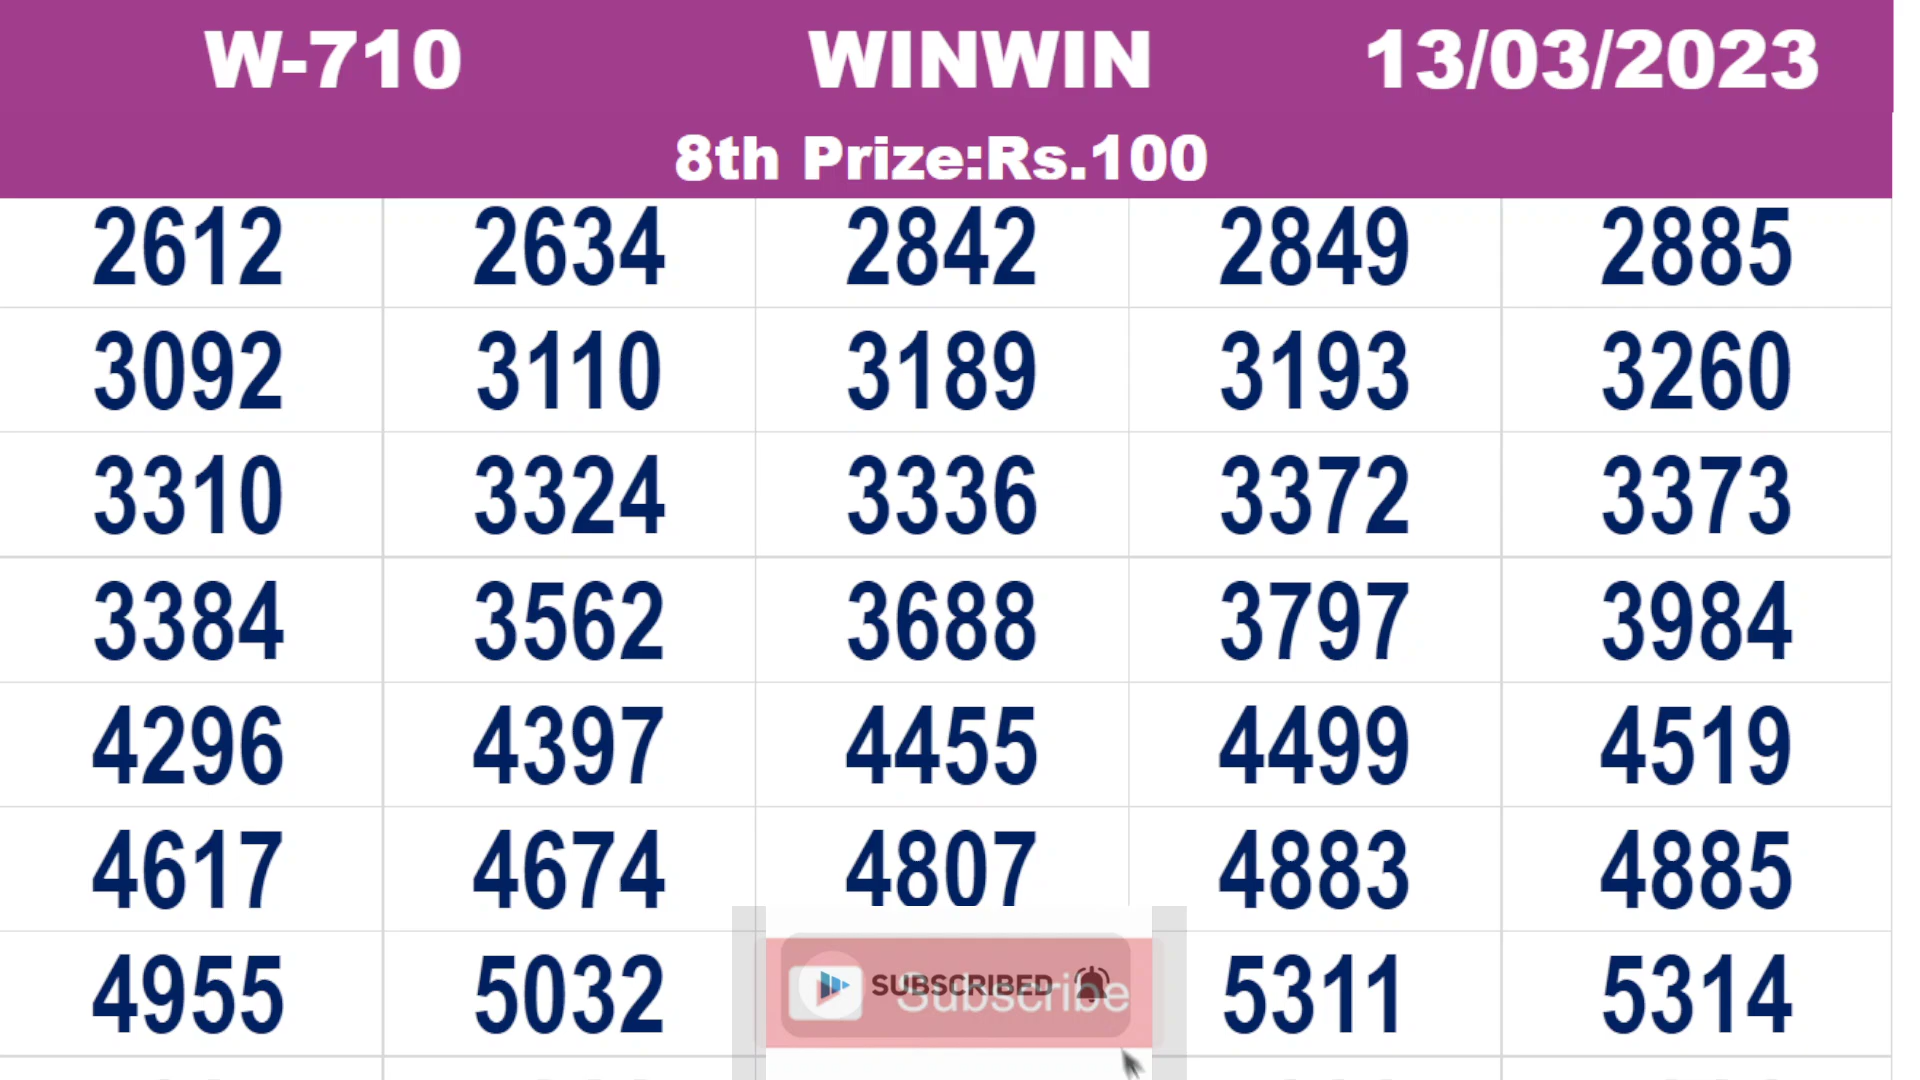 W-710 WINWIN 13/03/2023
8th Prize:Rs.100
2612 2634 2842 2849 2885
3092 3110 3189 3193 3260
3310 3324 3336 3372 3373
3384 3562 3688 3797 3984
4296 4397 4455 4499 4519
4617 4674 4807 4883 4885
4955 5032 5311 5314
SUBSCRIBED
Subscribe